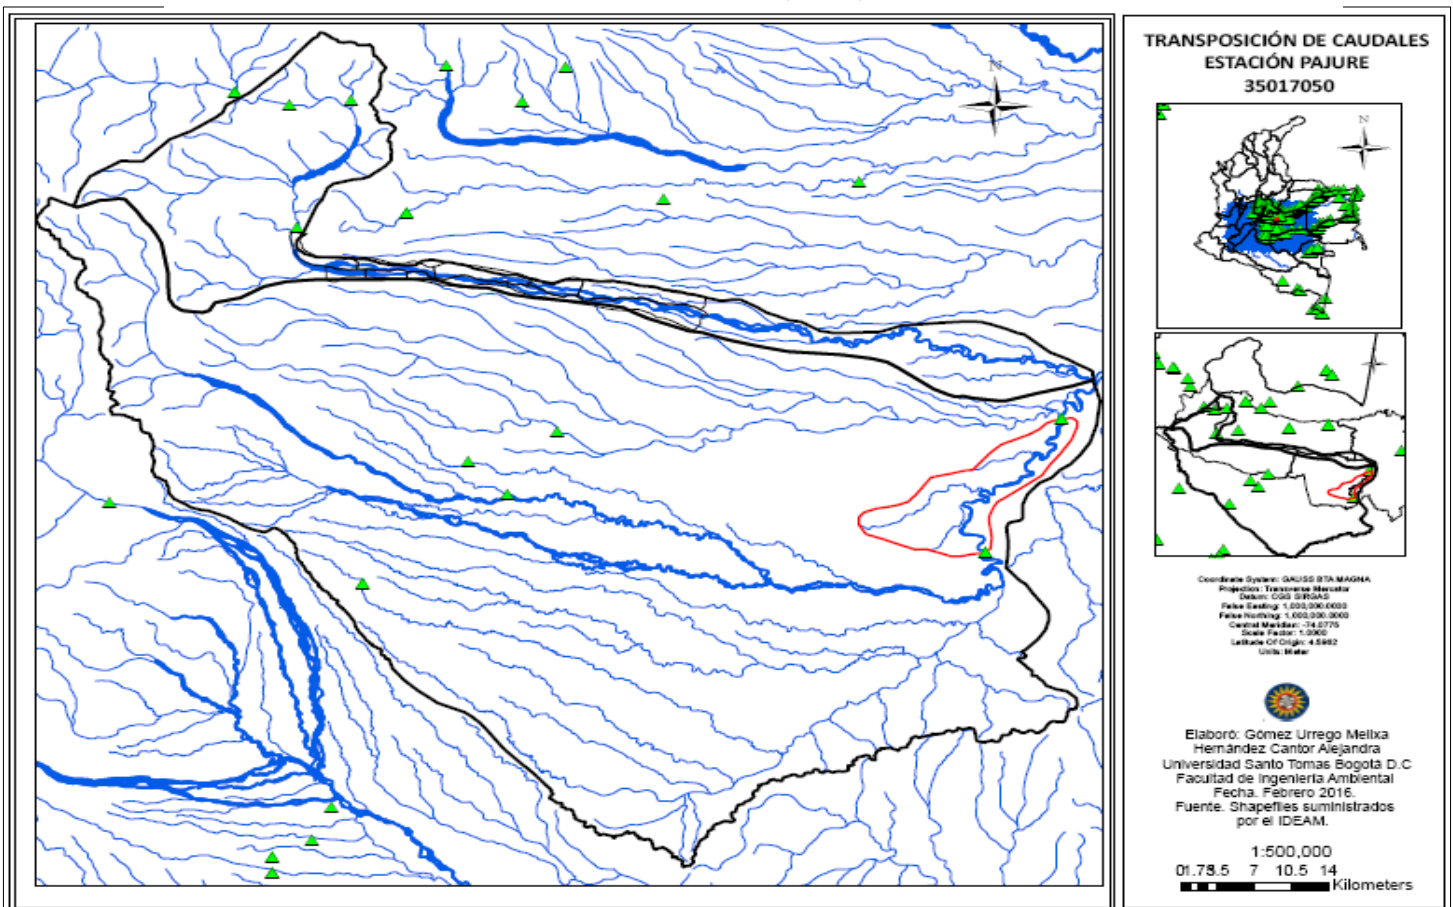 N
TRANSPOSICIÓN DE CAUDALES
ESTACIÓN PAJURE
35017050
N
Coordinate System: GAUSS BTA MAGNA
Projection: Transverse Mercator
Datum: CGS SIRGAS
False Easting: 1,000,000.0000
False Northing: 1,000,000.0000
Central Meridian: -74.0775
Scale Factor: 1.0000
Latitude Of Origin: 4.5962
Units: Meter
Elaboró: Gómez Urrego Melixa
Hernández Cantor Alejandra
Universidad Santo Tomas Bogotá D.C
Facultad de Ingeniería Ambiental
Fecha. Febrero 2016.
Fuente. Shapefiles suministrados
por el IDEAM.
1:500,000
01.753.5 7 10.5 14
Kilometers